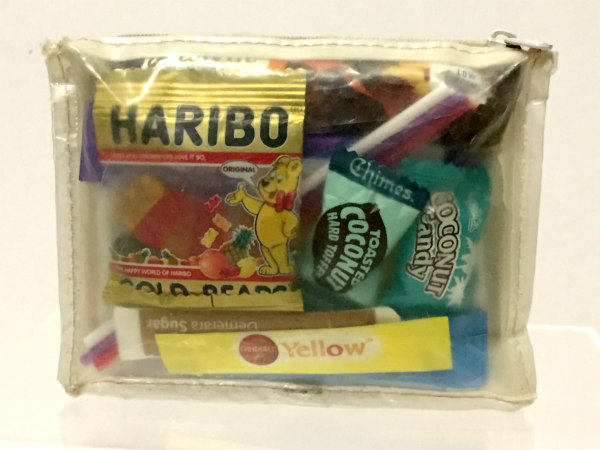 HARIBO
ORIGINAL
HAPPY WORLD OF HARIBO
GOLD-BEARS
Chimes
TOASTED
COCONUT
HARD TOFFEE
COCONUT
Candy
Demerara Sugar
Yellow